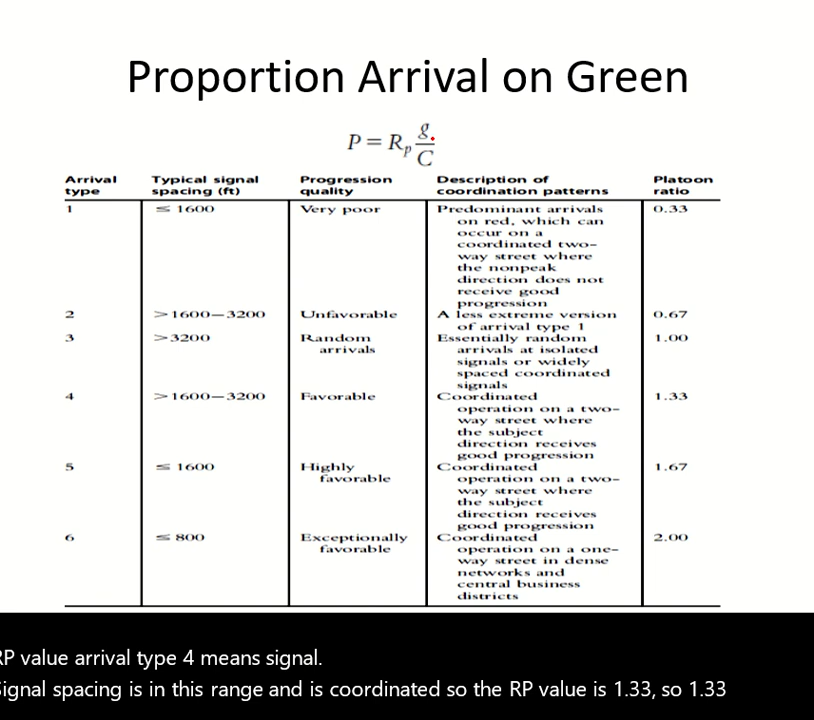 Proportion Arrival on Green
P = Rp g/C
Arrival type Typical signal spacing (ft) Progression quality Description of coordination patterns Platoon ratio
1 ≤ 1600 Very poor Predominant arrivals 0.33
on red, which can
occur on a
coordinated two-
way street where
the nonpeak
direction does not
receive good
progression
2 >1600–3200 Unfavorable A less extreme version 0.67
of arrival type 1
3 >3200 Random Essentially random 1.00
arrivals arrivals at isolated
signals or widely
spaced coordinated
signals
4 >1600–3200 Favorable Coordinated 1.33
operation on a two-
way street where
the subject
direction receives
good progression
5 ≤ 1600 Highly Coordinated 1.67
favorable operation on a two-
way street where
the subject
direction receives
good progression
6 ≤ 800 Exceptionally Coordinated 2.00
favorable operation on a one-
way street in dense
networks and
central business
districts
RP value arrival type 4 means signal.
Signal spacing is in this range and is coordinated so the RP value is 1.33, so 1.33